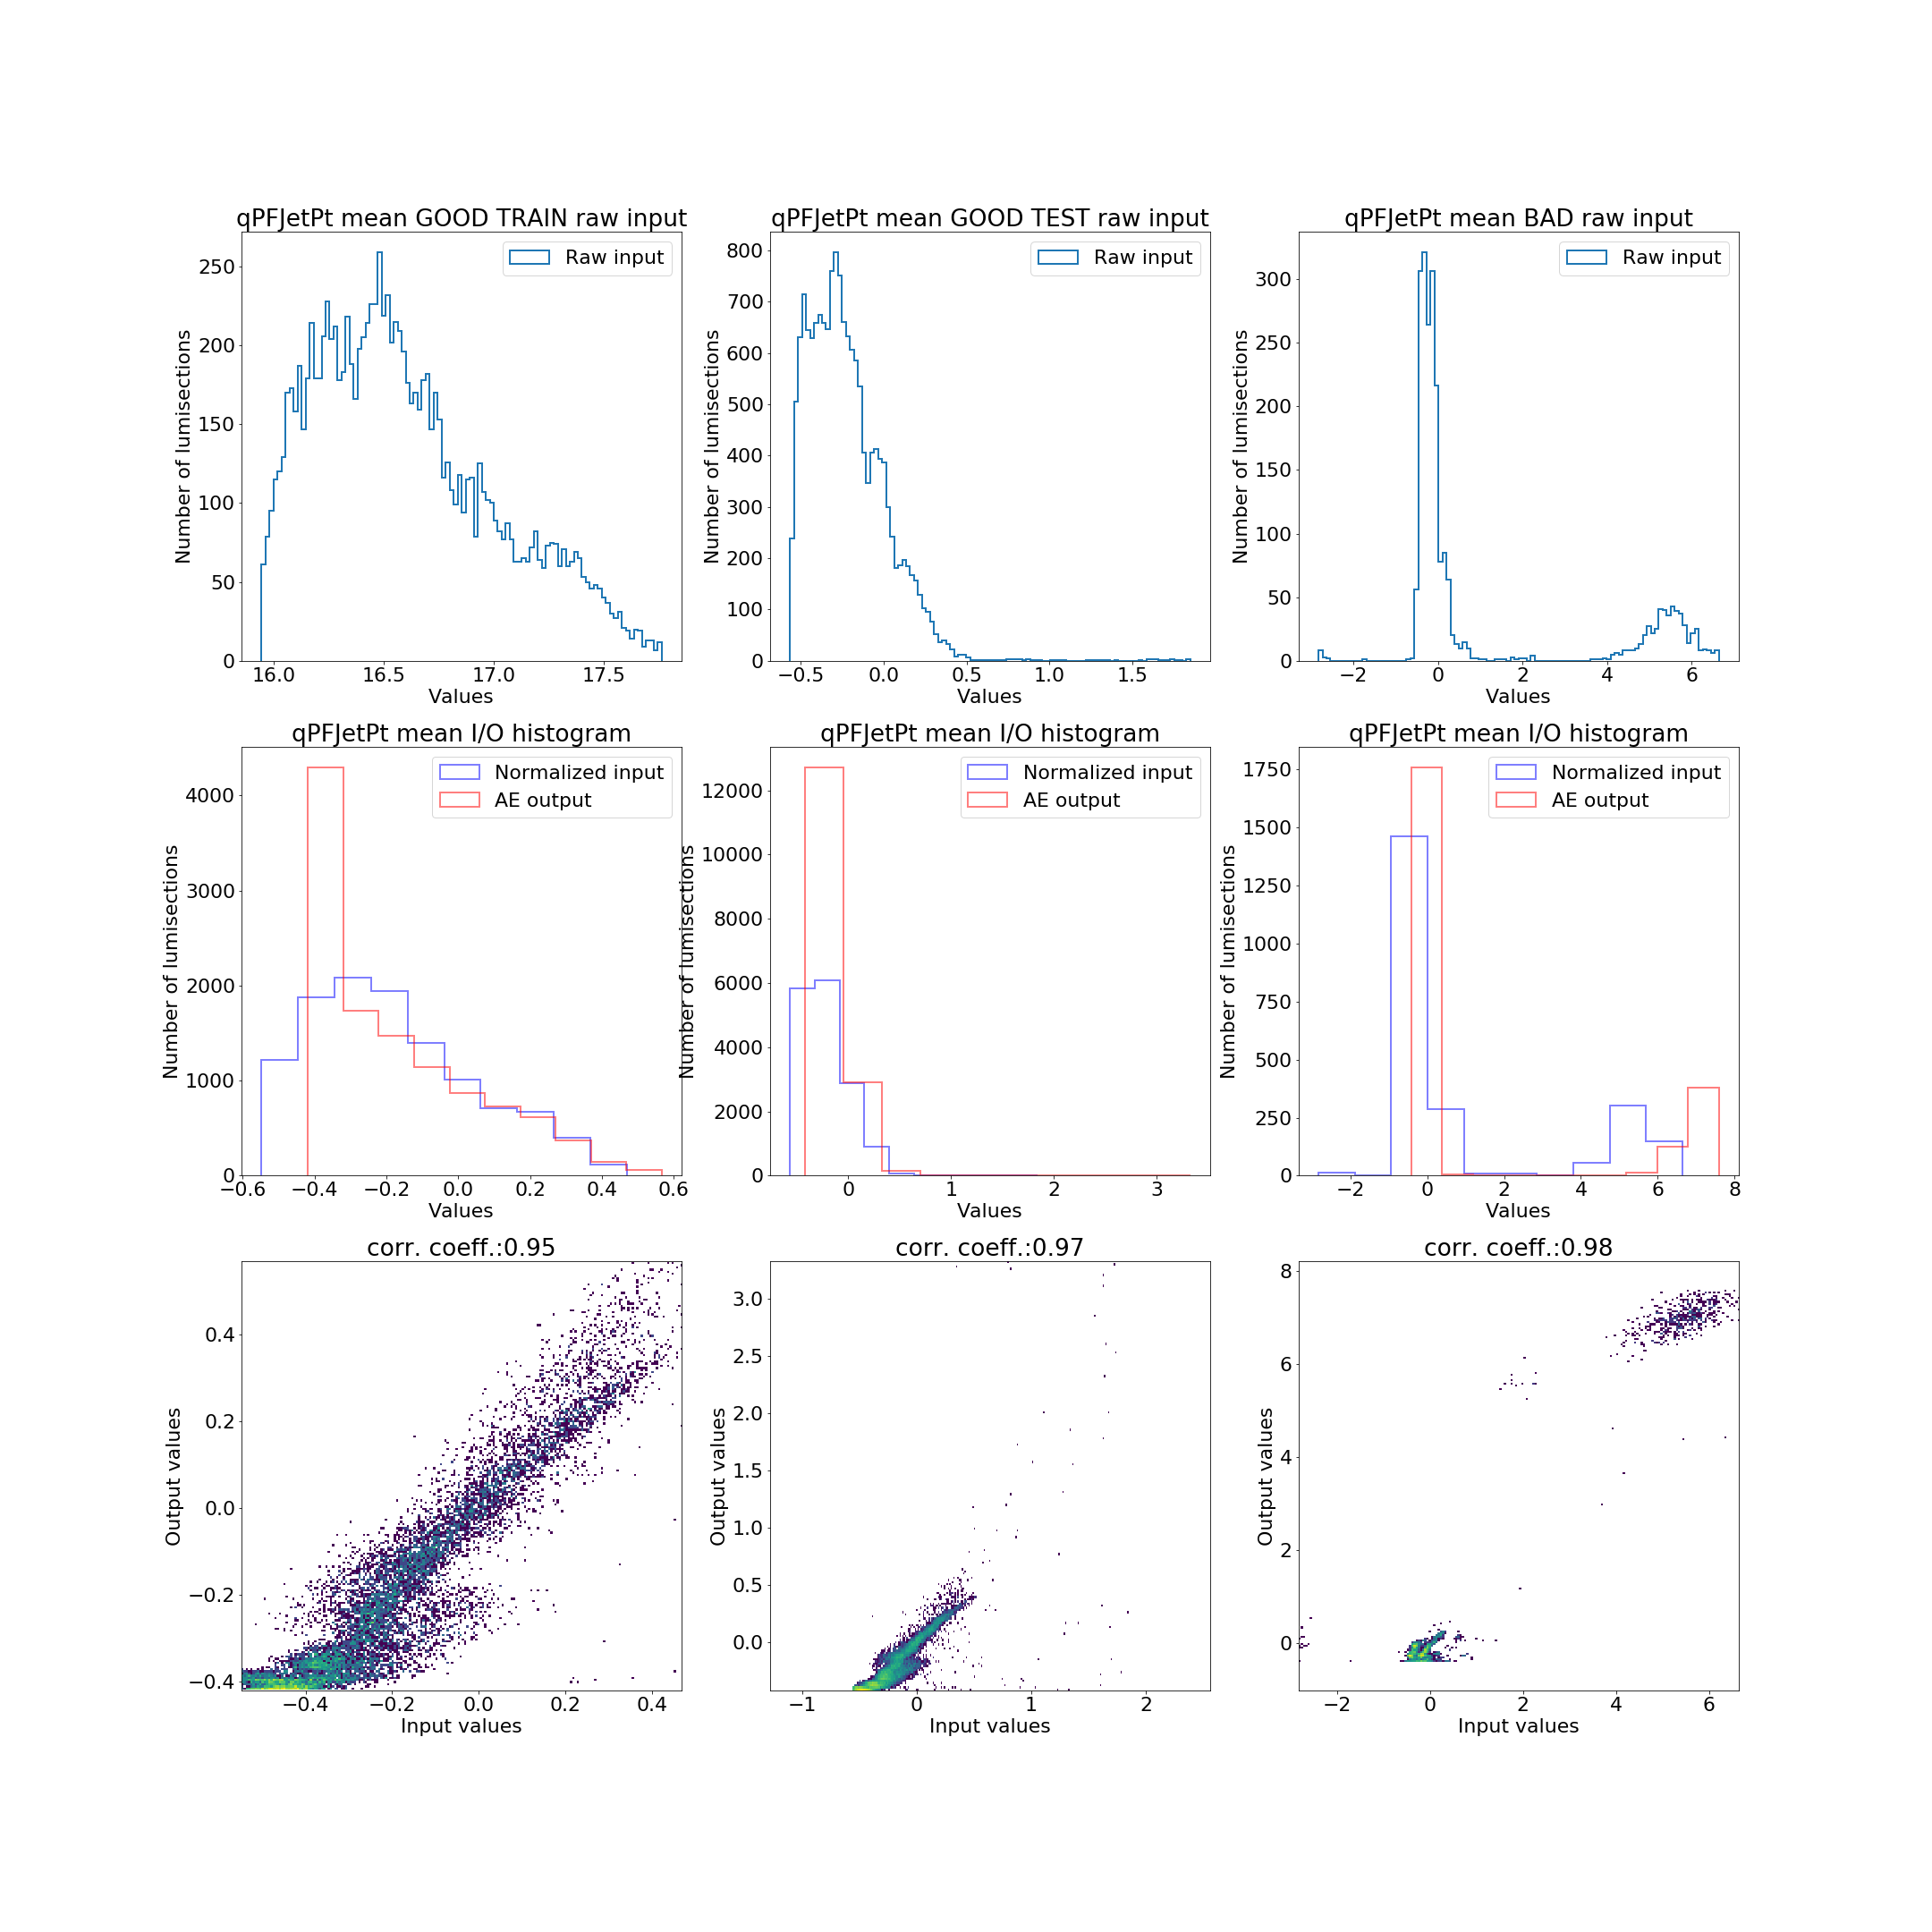 qPFJetPt mean GOOD TRAIN raw input
Raw input
250
200
150
100
50
0
16.0 16.5 17.0 17.5
Values
Number of lumisections
qPFJetPt mean GOOD TEST raw input
Raw input
800
700
600
500
400
300
200
100
0
−0.5 0.0 0.5 1.0 1.5
Values
Number of lumisections
qPFJetPt mean BAD raw input
Raw input
300
250
200
150
100
50
0
−2 0 2 4 6
Values
Number of lumisections
qPFJetPt mean I/O histogram
Normalized input
AE output
4000
3000
2000
1000
0
−0.6 −0.4 −0.2 0.0 0.2 0.4 0.6
Values
Number of lumisections
qPFJetPt mean I/O histogram
Normalized input
AE output
12000
10000
8000
6000
4000
2000
0
0 1 2 3
Values
Number of lumisections
qPFJetPt mean I/O histogram
Normalized input
AE output
1750
1500
1250
1000
750
500
250
0
−2 0 2 4 6 8
Values
Number of lumisections
corr. coeff.:0.95
0.4
0.2
0.0
−0.2
−0.4
−0.4 −0.2 0.0 0.2 0.4
Input values
Output values
corr. coeff.:0.97
3.0
2.5
2.0
1.5
1.0
0.5
0.0
−1 0 1 2
Input values
Output values
corr. coeff.:0.98
8
6
4
2
0
−2 0 2 4 6
Input values
Output values